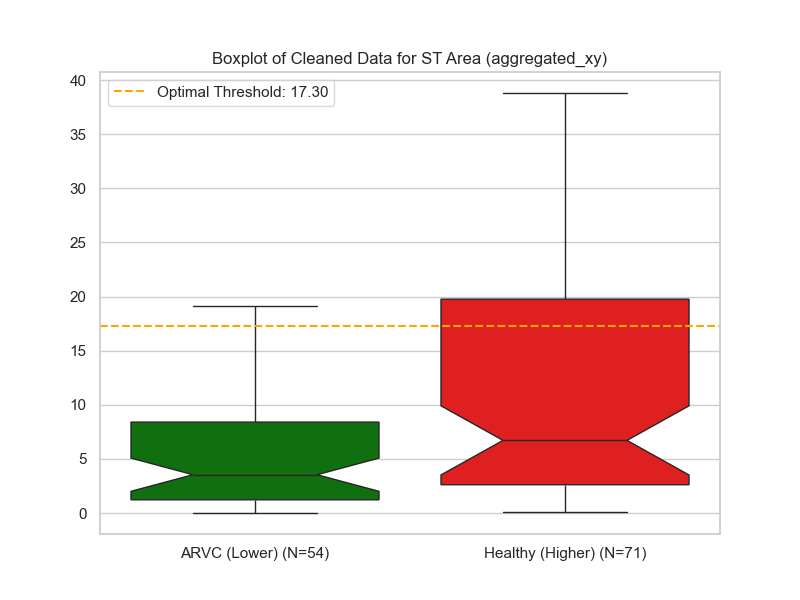 Boxplot of Cleaned Data for ST Area (aggregated_xy)
Optimal Threshold: 17.30
40
35
30
25
20
15
10
5
0
ARVC (Lower) (N=54)
Healthy (Higher) (N=71)